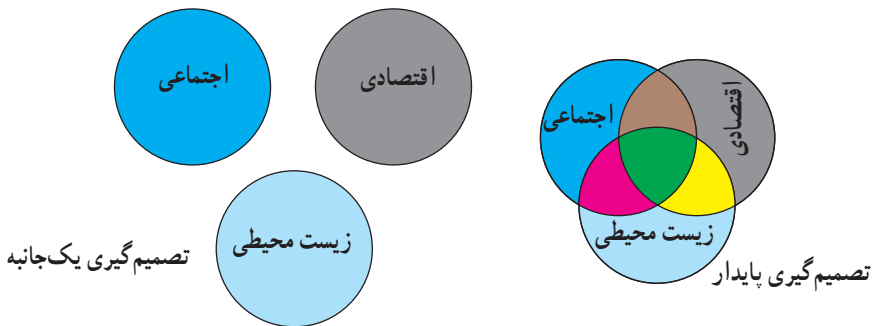 اجتماعی
اقتصادی
زیست محیطی
تصمیم‌گیری یک‌جانبه
اجتماعی
اقتصادی
زیست محیطی
تصمیم‌گیری پایدار